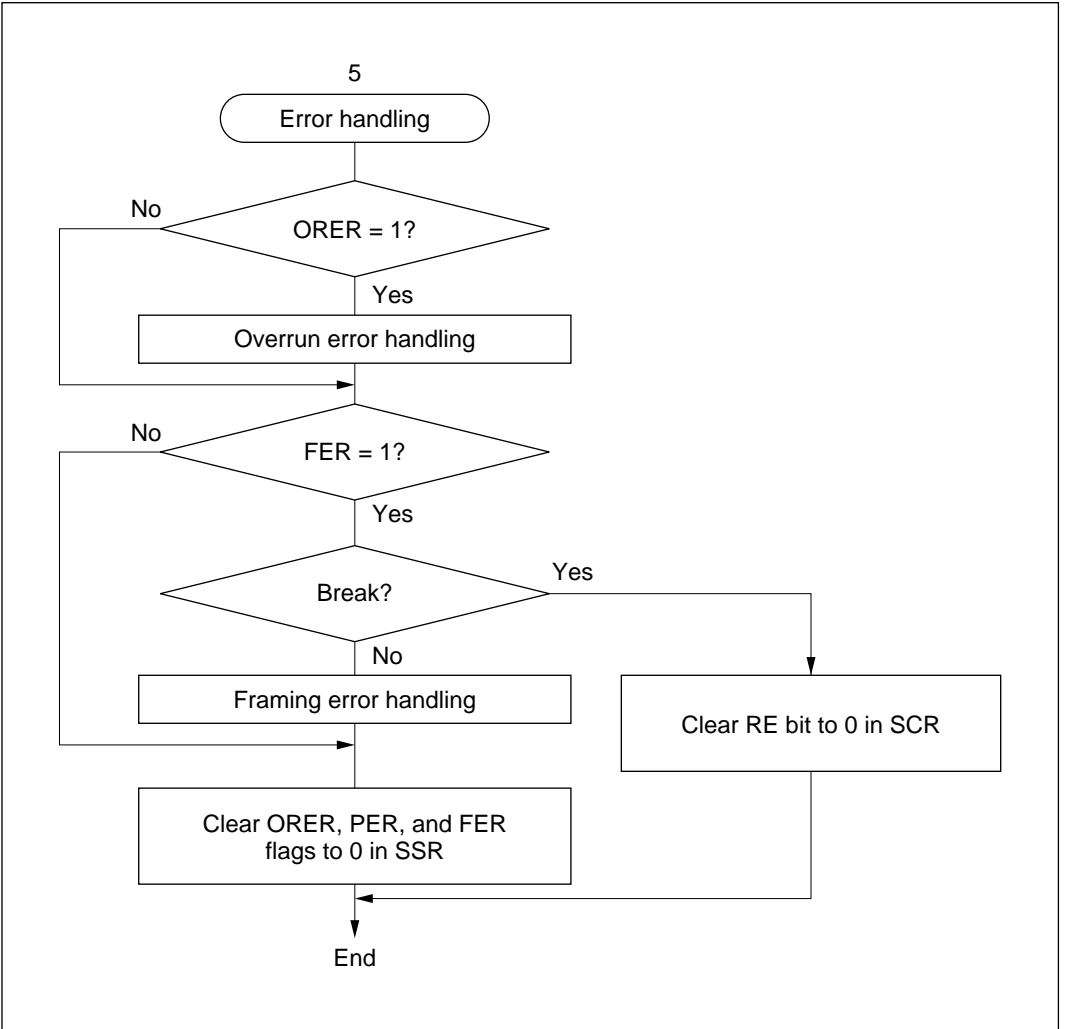 5
Error handling
No
ORER = 1?
Yes
Overrun error handling
No
FER = 1?
Yes
Break?
Yes
No
Framing error handling
Clear RE bit to 0 in SCR
Clear ORER, PER, and FER
flags to 0 in SSR
End